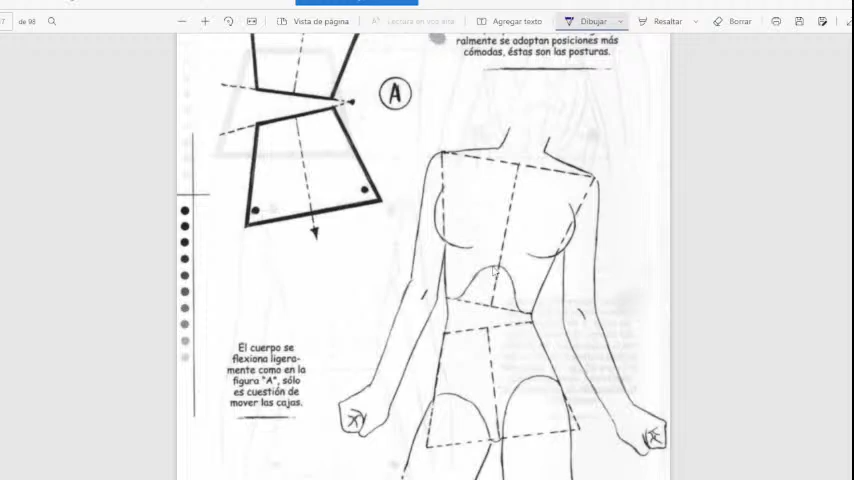 de 98
Vista de página
Lectura en voz alta
Agregar texto
Dibujar
Resaltar
Borrar
ralmente se adoptan posiciones más
cómodas, éstas son las posturas.
A
El cuerpo se
flexiona ligera-
mente como en la
figura "A", sólo
es cuestión de
mover las cajas.